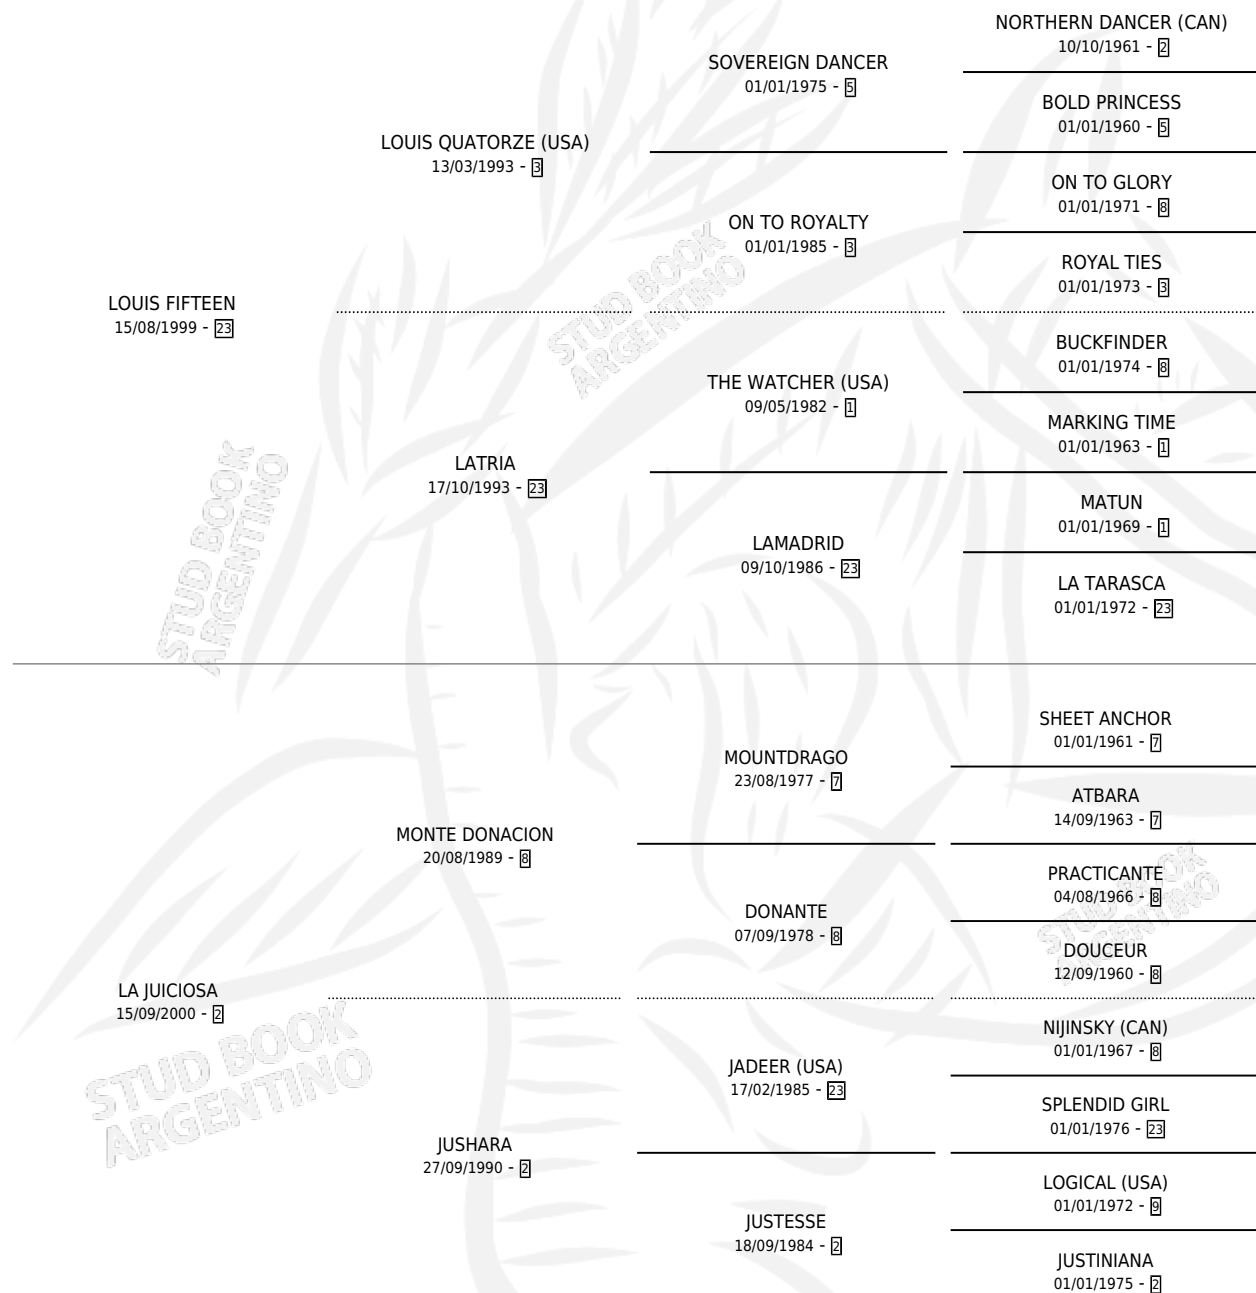 NORTHERN DANCER (CAN)
10/10/1961 - 2
SOVEREIGN DANCER
01/01/1975 - 5
BOLD PRINCESS
01/01/1960 - 5
LOUIS QUATORZE (USA)
13/03/1993 - 3
ON TO GLORY
01/01/1971 - 8
ON TO ROYALTY
01/01/1985 - 3
ROYAL TIES
01/01/1973 - 3
LOUIS FIFTEEN
15/08/1999 - 23
BUCKFINDER
01/01/1974 - 8
THE WATCHER (USA)
09/05/1982 - 1
MARKING TIME
01/01/1963 - 1
LATRIA
17/10/1993 - 23
MATUN
01/01/1969 - 1
LAMADRID
09/10/1986 - 23
LA TARASCA
01/01/1972 - 23
SHEET ANCHOR
01/01/1961 - 7
MOUNTDRAGO
23/08/1977 - 7
ATBARA
14/09/1963 - 7
MONTE DONACION
20/08/1989 - 8
PRACTICANTE
04/08/1966 - 8
DONANTE
07/09/1978 - 8
DOUCEUR
12/09/1960 - 8
LA JUICIOSA
15/09/2000 - 2
NIJINSKY (CAN)
01/01/1967 - 8
JADEER (USA)
17/02/1985 - 23
SPLENDID GIRL
01/01/1976 - 23
JUSHARA
27/09/1990 - 2
LOGICAL (USA)
01/01/1972 - 9
JUSTESSE
18/09/1984 - 2
JUSTINIANA
01/01/1975 - 2
STUD BOOK
ARGENTINO
STUD BOOK
ARGENTINO
STUD BOOK
ARGENTINO
STUD BOOK
ARGENTINO